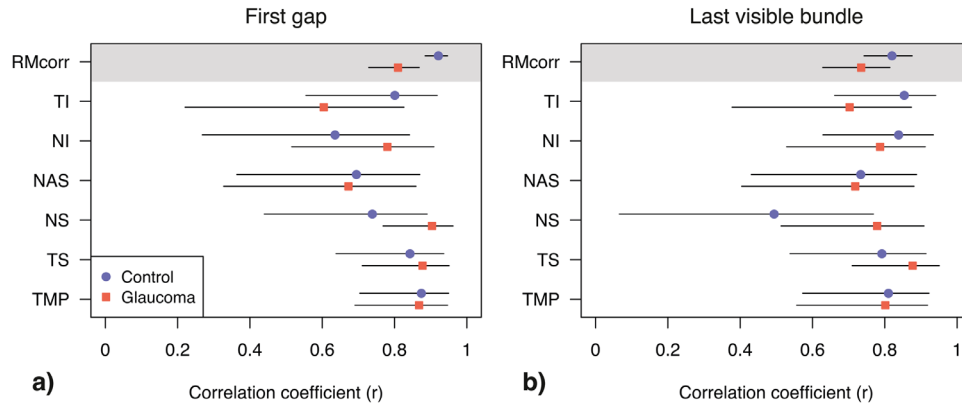 First gap
RMcorr
TI
NI
NAS
NS
TS
TMP
Control
Glaucoma
0 0.2 0.4 0.6 0.8 1
a) Correlation coefficient (r)
Last visible bundle
RMcorr
TI
NI
NAS
NS
TS
TMP
0 0.2 0.4 0.6 0.8 1
b) Correlation coefficient (r)